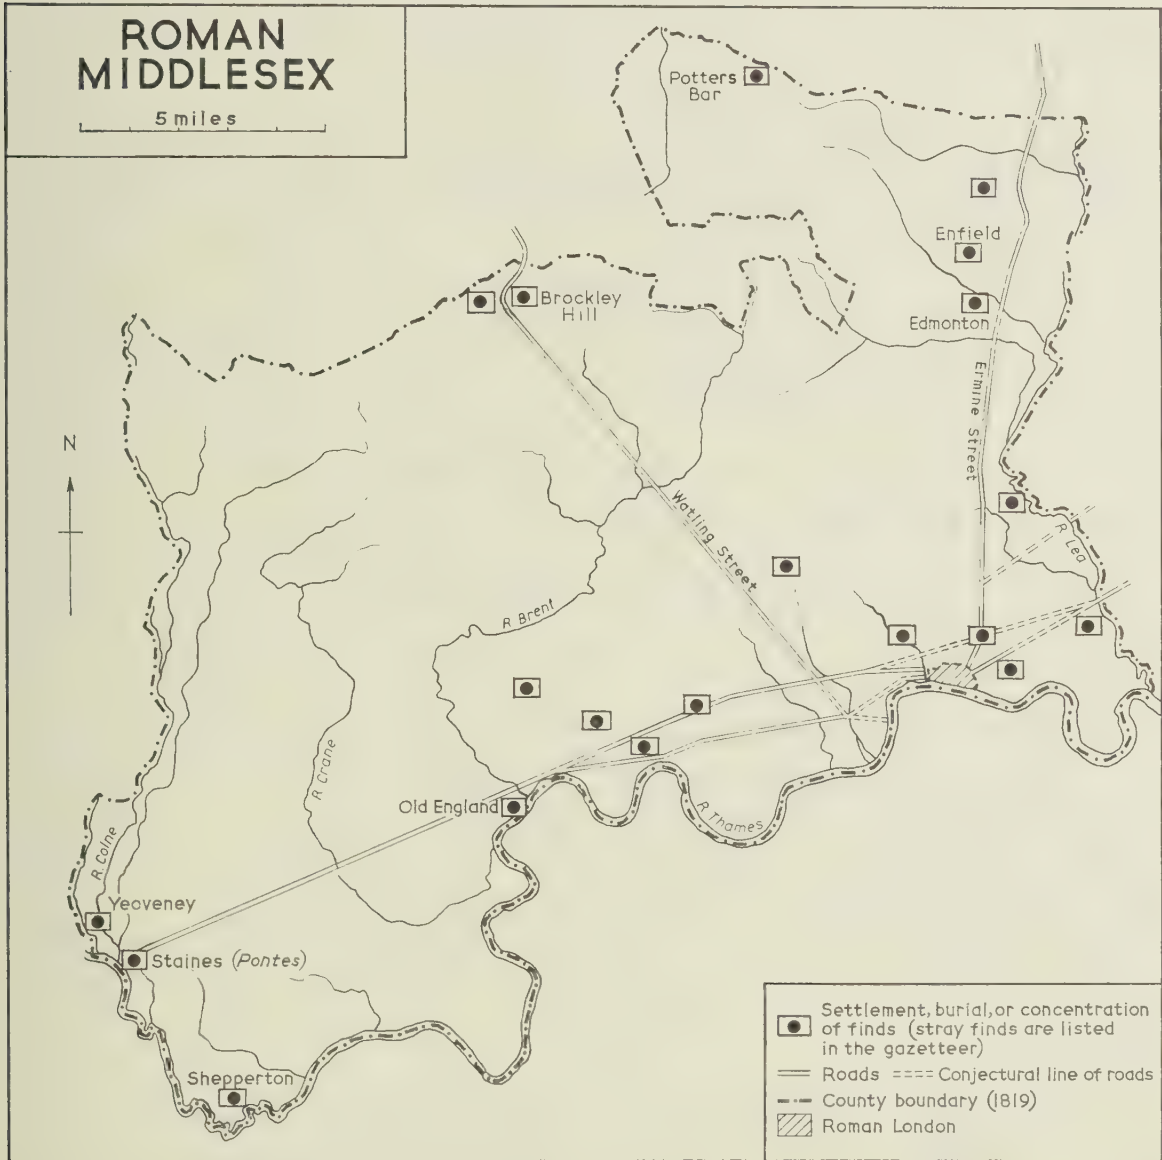 ROMAN
MIDDLESEX
5 miles
Potters
Bar
Enfield
Brockley
Hill
Edmonton
Ermine Street
N
Watling Street
R. Lea
R. Brent
R. Crane
Old England
R. Thames
R. Colne
Yeoveney
Staines (Pontes)
Shepperton
Settlement, burial, or concentration
of finds (stray finds are listed
in the gazetteer)
Roads
Conjectural line of roads
County boundary (1819)
Roman London